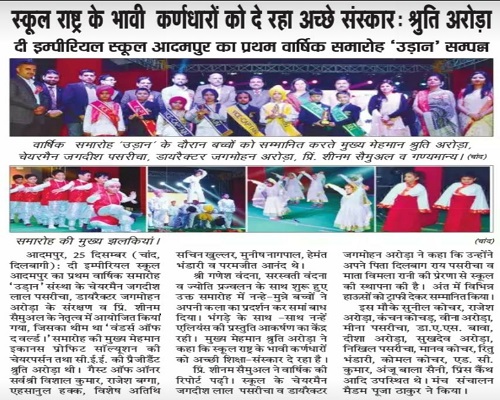 स्कूल राष्ट्र के भावी कर्णधारों को दे रहा अच्छे संस्कार: श्रुति अरोड़ा
दी इम्पीरियल स्कूल आदमपुर का प्रथम वार्षिक समारोह 'उड़ान' सम्पन्न
वार्षिक समारोह 'उड़ान' के दौरान बच्चों को सम्मानित करते मुख्य मेहमान श्रुति अरोड़ा,
चेयरमैन जगदीश पसरीचा, डायरैक्टर जगमोहन अरोड़ा, प्रिं. शीनम सैमुअल व गण्यमान्य। (चांद)
समारोह की मुख्य झलकियां।
(चांद)
आदमपुर, 25 दिसम्बर (चांद,
दिलबागी): दी इम्पीरियल स्कूल
आदमपुर का प्रथम वार्षिक समारोह
'उड़ान' संस्था के चेयरमैन जगदीश
लाल पसरीचा, डायरैक्टर जगमोहन
अरोड़ा के संरक्षण व प्रिं. शीनम
सैमुअल के नेतृत्व में आयोजित किया
गया, जिसका थीम था 'वंडर्स ऑफ
द वर्ल्ड।' समारोह की मुख्य मेहमान
इकानस प्रोफिट सॉल्यूशन की
चेयरपर्सन तथा सी.ई.ई. की प्रैजीडैंट
श्रुति अरोड़ा थी। गैस्ट ऑफ ऑनर
सर्वश्री विशाल कुमार, राजेश बग्गा,
एहसानुल हक्क, विशेष अतिथि
सचिन खुल्लर, मुनीष नागपाल, हेमंत
भंडारी व परमजीत आनंद थे।
श्री गणेश वंदना, सरस्वती वंदना
व ज्योति प्रज्वलन के साथ शुरू हुए
उक्त समारोह में नन्हे-मुन्ने बच्चों ने
अपनी कला का प्रदर्शन कर समां बांध
दिया। भांगड़े के साथ -साथ नन्हे
एलियंस की प्रस्तुति आकर्षण का केंद्र
रही। मुख्य मेहमान श्रुति अरोड़ा ने
कहा कि स्कूल राष्ट्र के भावी कर्णधारों
को अच्छी शिक्षा-संस्कार दे रहा है।
प्रिं. शीनम सैमुअल ने वार्षिक की
रिपोर्ट पढ़ी। स्कूल के चेयरमैन
जगदीश लाल पसरीचा, डायरैक्टर
जगमोहन अरोड़ा ने कहा कि उन्होंने
अपने पिता दिलबाग राय पसरीचा व
माता विमला रानी की प्रेरणा से स्कूल
की स्थापना की है। अंत में विभिन्न
हाऊसों को ट्राफी देकर सम्मानित किया।
इस मौके सुनील कोचर, राजेश
अरोड़ा, कंचन कोचड़, वीना अरोड़ा,
मीना पसरीचा, डा.ए.एस. बावा,
दीशा अरोड़ा, सुखदेव अरोड़ा,
निखिल पसरीचा, मानव कोचर, रितु
भंडारी, कोमल कोचर, एड. सी.
कुमार, अंजू बाला सैनी, प्रिंस कैंथ
आदि उपस्थित थे। मंच संचालन
मैडम पूजा ठाकुर ने किया।